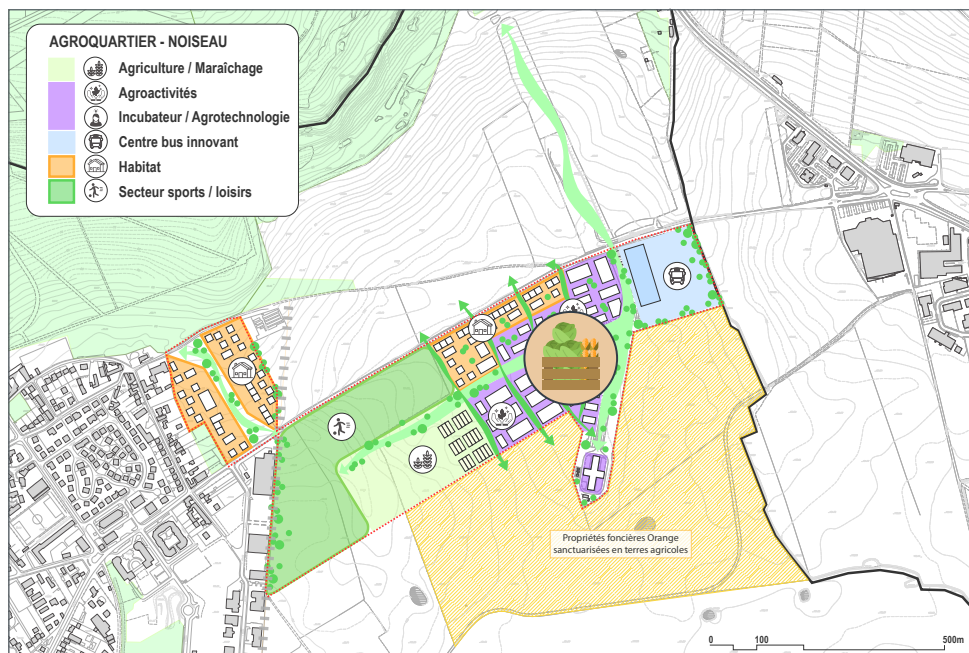 AGROQUARTIER - NOISEAU
Agriculture / Maraîchage
Agroactivités
Incubateur / Agrotechnologie
Centre bus innovant
Habitat
Secteur sports / loisirs
Propriétés foncières Orange
sanctuarisées en terres agricoles
0 100 500m